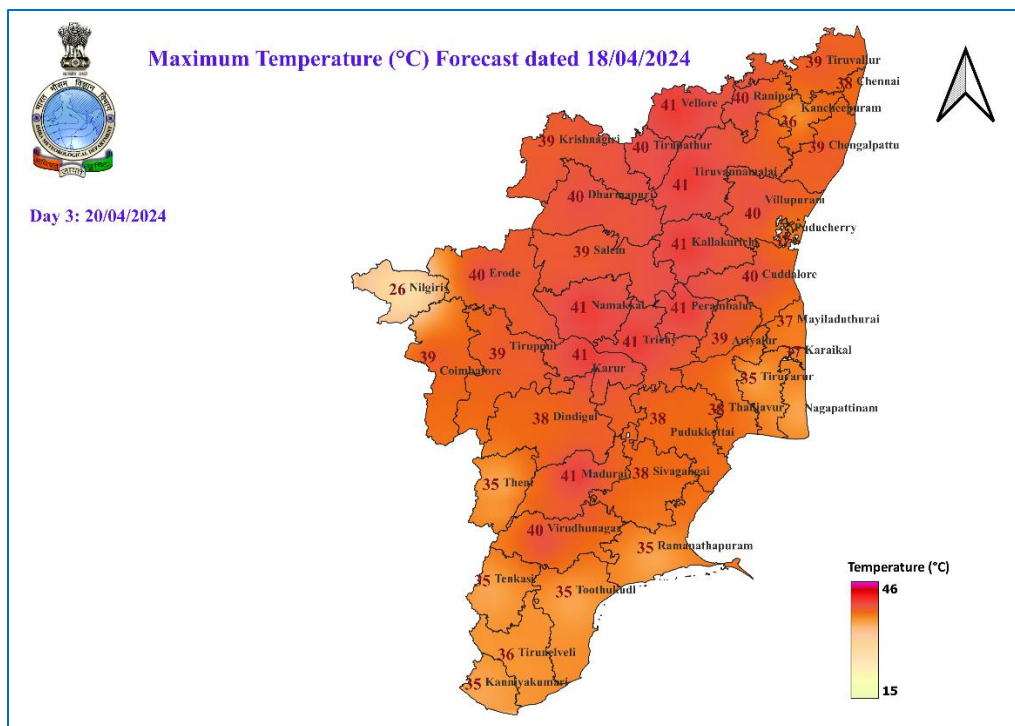 Maximum Temperature (°C) Forecast dated 18/04/2024
Day 3: 20/04/2024
39 Tiruvallur
38 Chennai
41 Vellore
40 Ranipet
36 Kancheepuram
39 Krishnagiri
40 Tirupathur
39 Chengalpattu
41 Tiruvannamalai
40 Dharmapuri
40 Villupuram
Puducherry
39 Salem
41 Kallakurichi
40 Erode
40 Cuddalore
26 Nilgiris
41 Namakkal
41 Perambalur
37 Mayiladuthurai
41 Trichy
39 Ariyalur
39 Tiruppur
39 Coimbatore
41 Karur
37 Karaikal
35 Tiruvarur
38 Dindigul
38 Pudukkottai
38 Thanjavur
Nagapattinam
41 Madurai
38 Sivagangai
35 Theni
40 Virudhunagar
35 Ramanathapuram
35 Tenkasi
35 Toothukudi
36 Tirunelveli
35 Kanniyakumari
Temperature (°C)
46
15